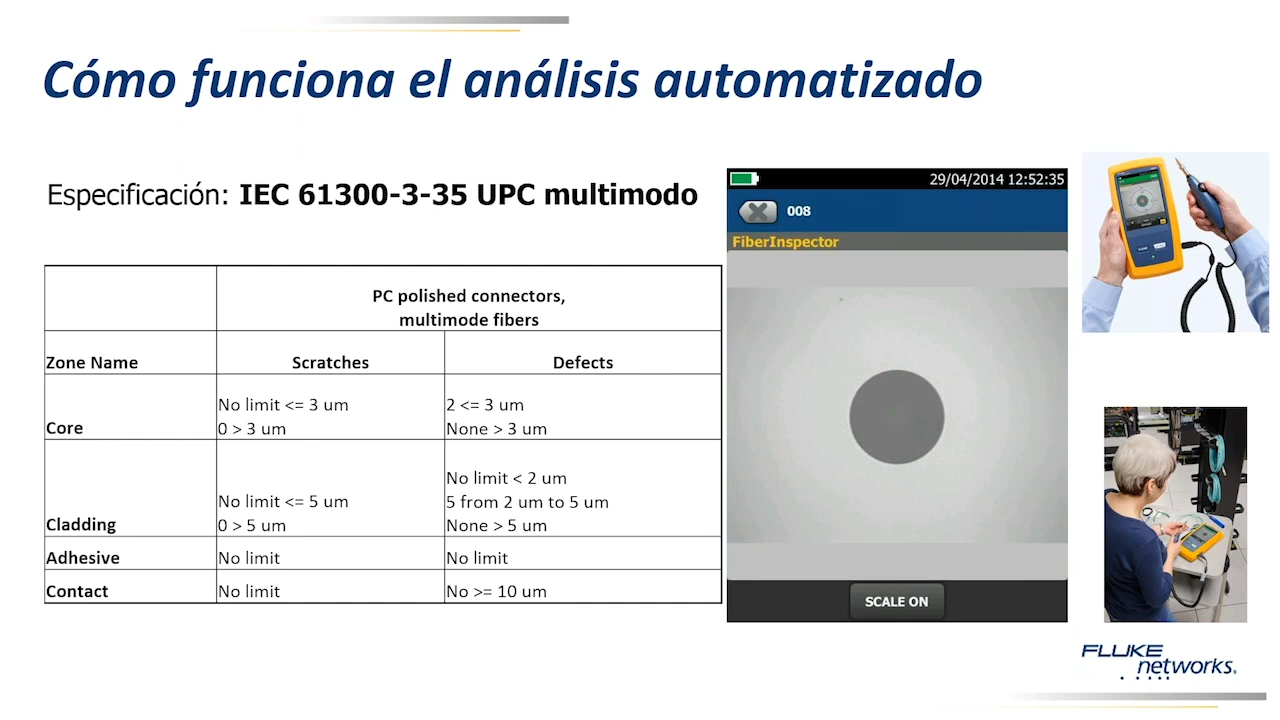 Cómo funciona el análisis automatizado
Especificación: IEC 61300-3-35 UPC multimodo
PC polished connectors,
multimode fibers
Zone Name Scratches Defects
Core
No limit <= 3 um
0 > 3 um
2 <= 3 um
None > 3 um
Cladding
No limit <= 5 um
0 > 5 um
No limit < 2 um
5 from 2 um to 5 um
None > 5 um
Adhesive No limit No limit
Contact No limit No >= 10 um
29/04/2014 12:52:35
008
FiberInspector
SCALE ON
FLUKE
networks®